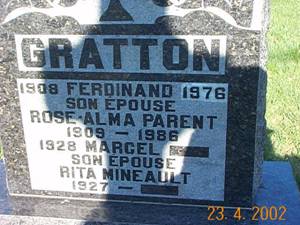 GRATTON
1908 FERDINAND 1976
SON EPOUSE
ROSE-ALMA PARENT
1909 - 1986
1928 MARCEL
SON EPOUSE
RITA MINEAULT
1927 -
23. 4. 2002